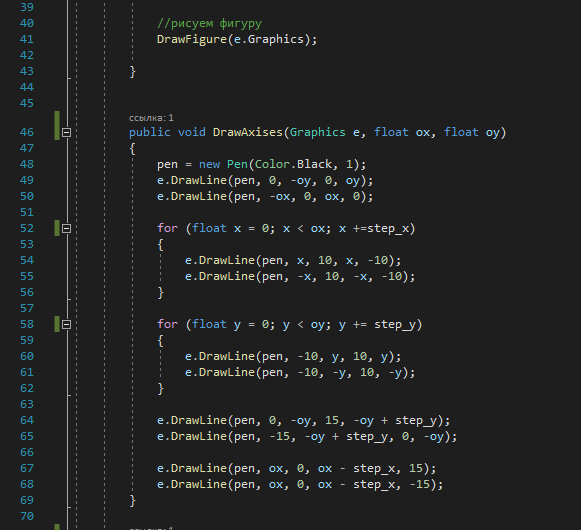 39
40 //рисуем фигуру
41 DrawFigure(e.Graphics);
42
43 }
44
45
ссылка: 1
46 public void DrawAxises(Graphics e, float ox, float oy)
47 {
48 pen = new Pen(Color.Black, 1);
49 e.DrawLine(pen, 0, -oy, 0, oy);
50 e.DrawLine(pen, -ox, 0, ox, 0);
51
52 for (float x = 0; x < ox; x +=step_x)
53 {
54 e.DrawLine(pen, x, 10, x, -10);
55 e.DrawLine(pen, -x, 10, -x, -10);
56 }
57
58 for (float y = 0; y < oy; y += step_y)
59 {
60 e.DrawLine(pen, -10, y, 10, y);
61 e.DrawLine(pen, -10, -y, 10, -y);
62 }
63
64 e.DrawLine(pen, 0, -oy, 15, -oy + step_y);
65 e.DrawLine(pen, -15, -oy + step_y, 0, -oy);
66
67 e.DrawLine(pen, ox, 0, ox - step_x, 15);
68 e.DrawLine(pen, ox, 0, ox - step_x, -15);
69 }
70